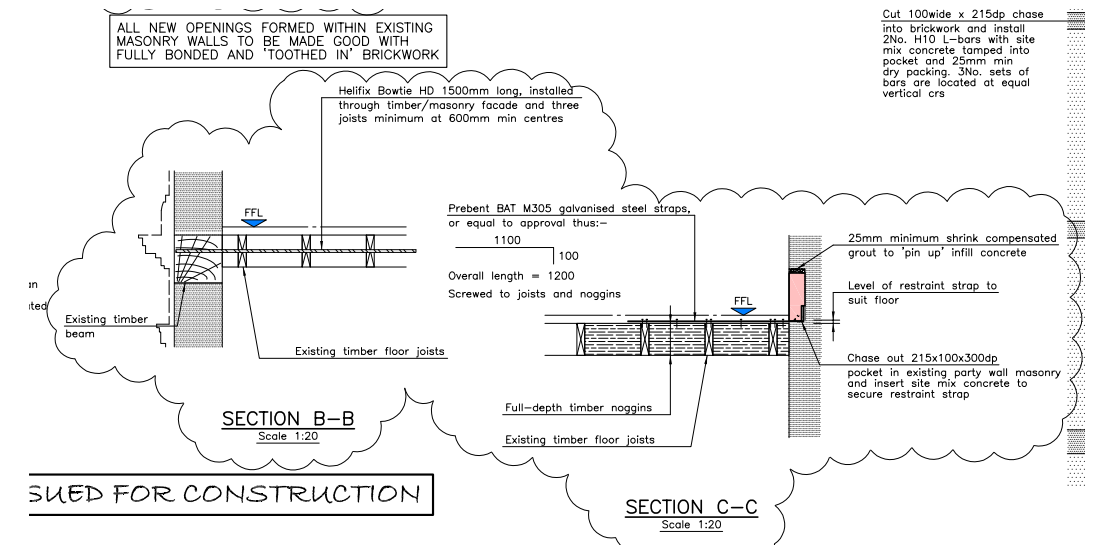 ALL NEW OPENINGS FORMED WITHIN EXISTING
MASONRY WALLS TO BE MADE GOOD WITH
FULLY BONDED AND 'TOOTHED IN' BRICKWORK
Cut 100wide x 215dp chase
into brickwork and install
2No. H10 L-bars with site
mix concrete tamped into
pocket and 25mm min
dry packing. 3No. sets of
bars are located at equal
vertical crs
Helifix Bowtie HD 1500mm long, installed
through timber/masonry facade and three
joists minimum at 600mm min centres
FFL
Existing timber
beam
Existing timber floor joists
SECTION B-B
Scale 1:20
Prebent BAT M305 galvanised steel straps,
or equal to approval thus:-
1100
100
Overall length = 1200
Screwed to joists and noggins
FFL
25mm minimum shrink compensated
grout to 'pin up' infill concrete
Level of restraint strap to
suit floor
Chase out 215x100x300dp
pocket in existing party wall masonry
and insert site mix concrete to
secure restraint strap
Full-depth timber noggins
Existing timber floor joists
SECTION C-C
Scale 1:20
SUED FOR CONSTRUCTION